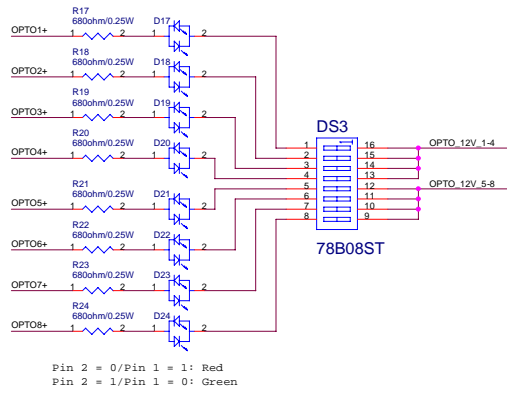 R17
680ohm/0.25W
D17
OPTO1+ 1 2 1 2
R18
680ohm/0.25W
D18
OPTO2+ 1 2 1 2
R19
680ohm/0.25W
D19
OPTO3+ 1 2 1 2
R20
680ohm/0.25W
D20
OPTO4+ 1 2 1 2
R21
680ohm/0.25W
D21
OPTO5+ 1 2 1 2
R22
680ohm/0.25W
D22
OPTO6+ 1 2 1 2
R23
680ohm/0.25W
D23
OPTO7+ 1 2 1 2
R24
680ohm/0.25W
D24
OPTO8+ 1 2 1 2
DS3
1 16 OPTO_12V_1-4
2 15
3 14
4 13
5 12 OPTO_12V_5-8
6 11
7 10
8 9
78B08ST
Pin 2 = 0/Pin 1 = 1: Red
Pin 2 = 1/Pin 1 = 0: Green